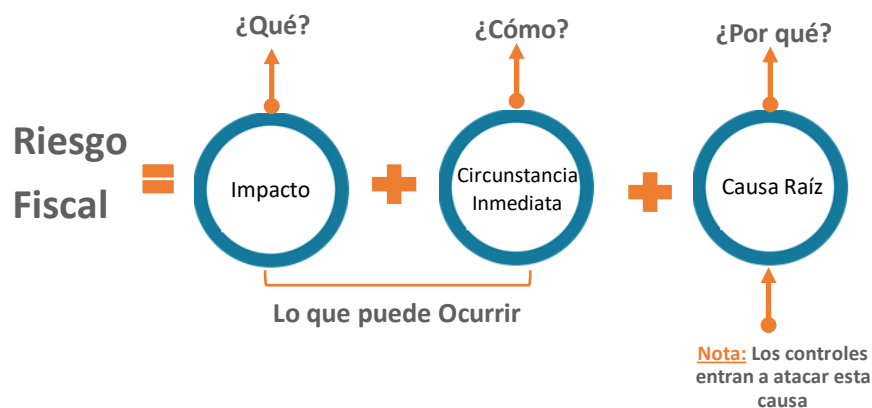 ¿Qué?
¿Cómo?
¿Por qué?
Riesgo
Fiscal
=
Impacto
+
Circunstancia
Inmediata
+
Causa Raíz
Lo que puede Ocurrir
Nota: Los controles
entran a atacar esta
causa